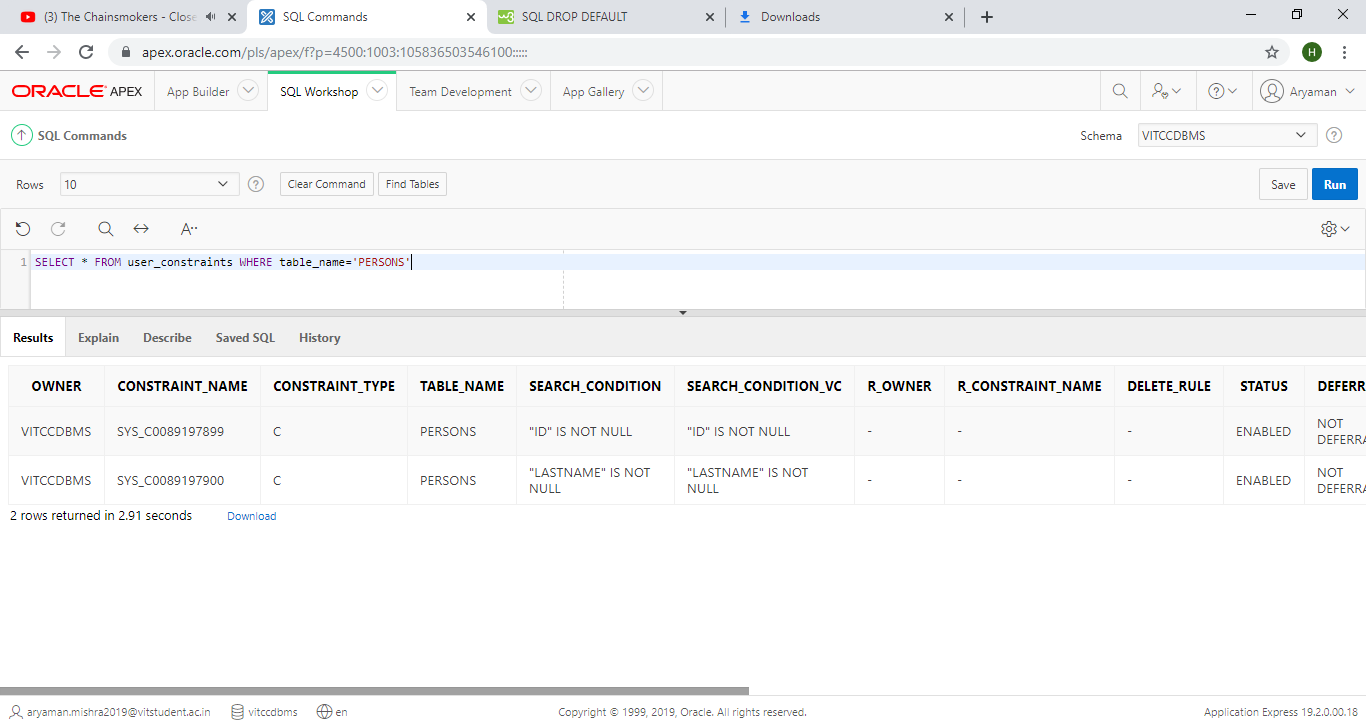 (3) The Chainsmokers - Close
SQL Commands
SQL DROP DEFAULT
Downloads
apex.oracle.com/pls/apex/f?p=4500:1003:105836503546100:::::
H
ORACLE APEX
App Builder
SQL Workshop
Team Development
App Gallery
Aryaman
SQL Commands
Schema
VITCCDBMS
Rows
10
Clear Command
Find Tables
Save
Run
A··
1 SELECT * FROM user_constraints WHERE table_name='PERSONS'
Results
Explain
Describe
Saved SQL
History
OWNER CONSTRAINT_NAME CONSTRAINT_TYPE TABLE_NAME SEARCH_CONDITION SEARCH_CONDITION_VC R_OWNER R_CONSTRAINT_NAME DELETE_RULE STATUS DEFERR
VITCCDBMS SYS_C0089197899 C PERSONS "ID" IS NOT NULL "ID" IS NOT NULL - - - ENABLED NOT DEFERRA
VITCCDBMS SYS_C0089197900 C PERSONS "LASTNAME" IS NOT NULL "LASTNAME" IS NOT NULL - - - ENABLED NOT DEFERRA
2 rows returned in 2.91 seconds
Download
aryaman.mishra2019@vitstudent.ac.in
vitccdbms
en
Copyright © 1999, 2019, Oracle. All rights reserved.
Application Express 19.2.0.00.18